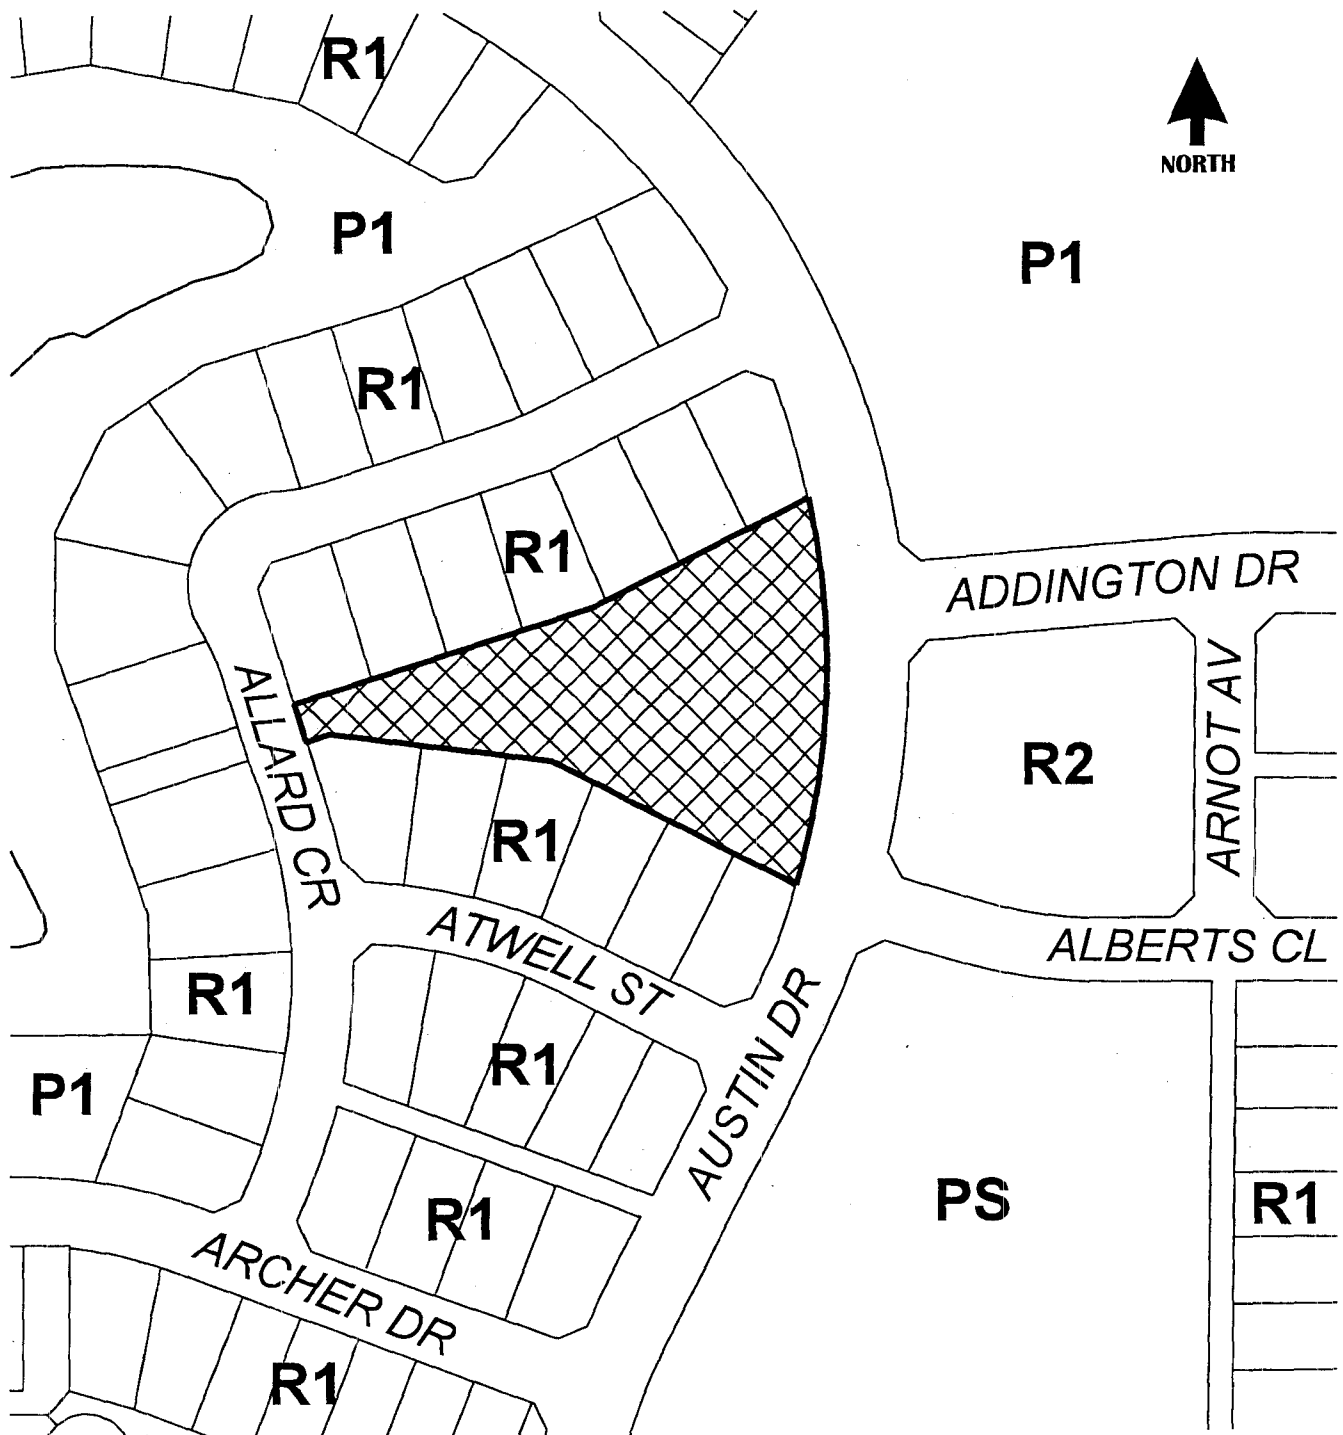 R1
NORTH
P1
P1
R1
R1
ADDINGTON DR
ALLARD CR
ARNOT AV
R2
R1
ATWELL ST
ALBERTS CL
R1
AUSTIN DR
R1
P1
R1
PS
R1
ARCHER DR
R1